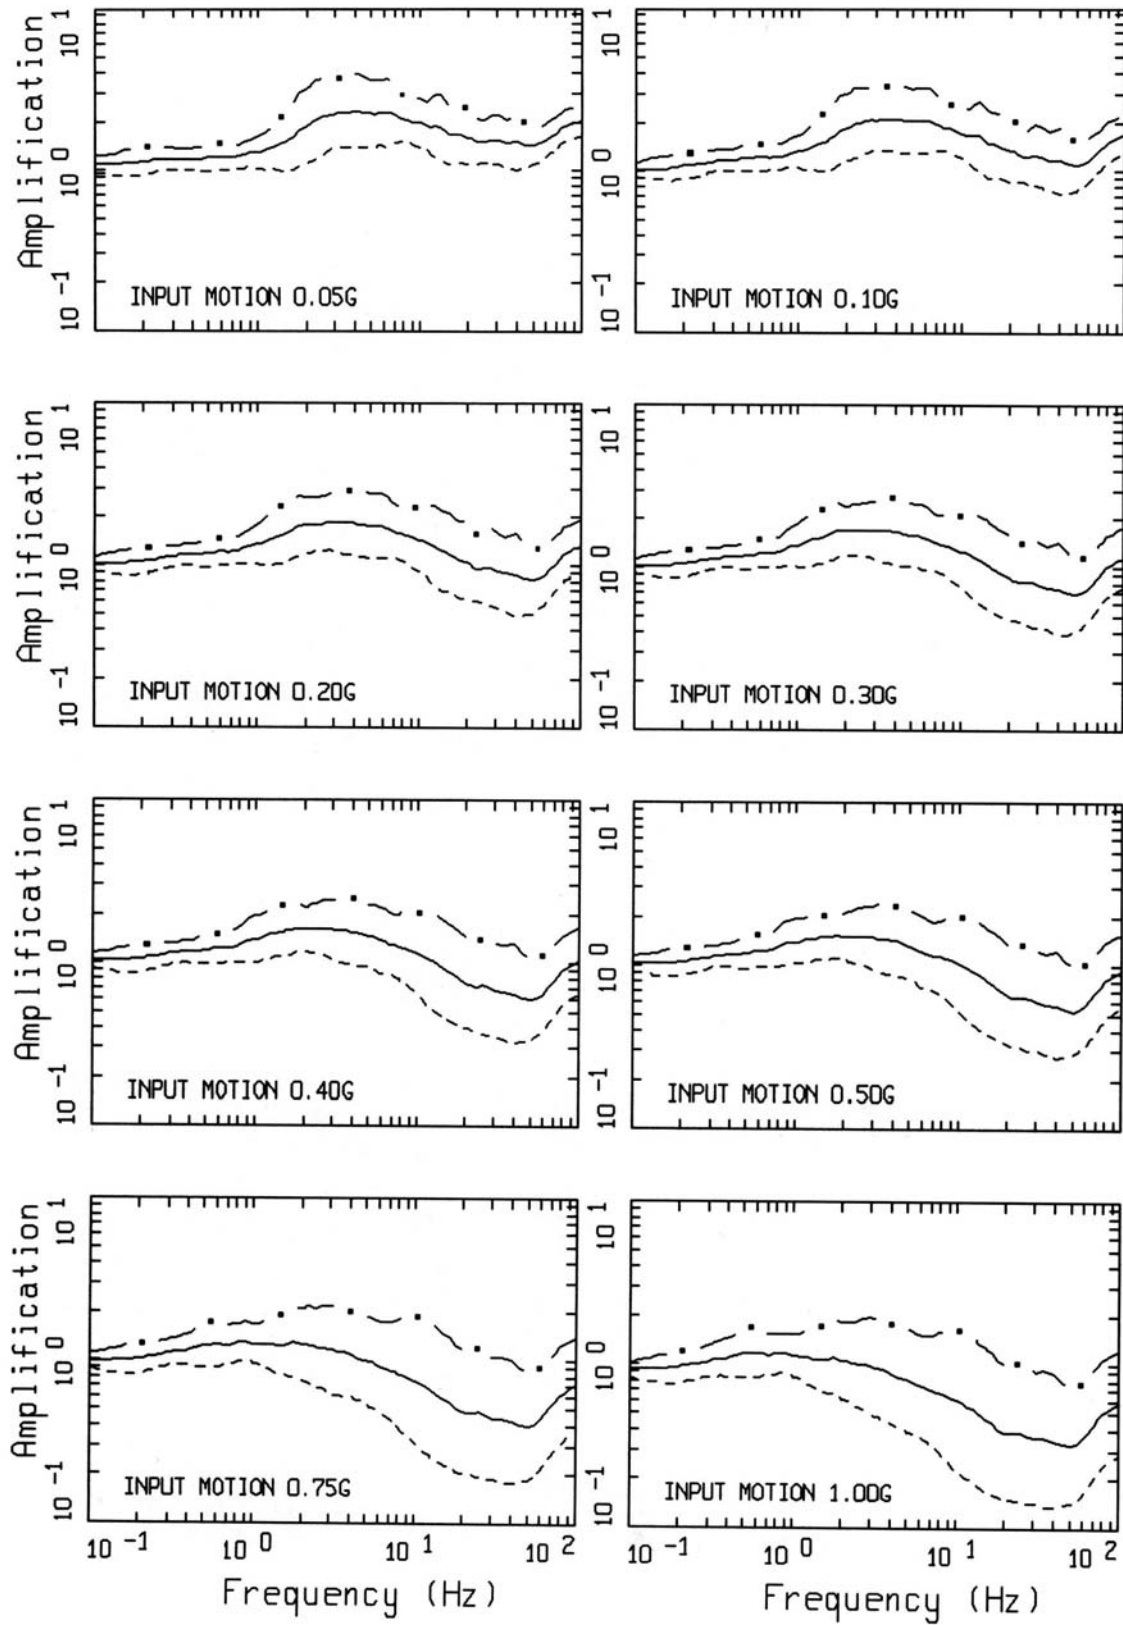 Amplification
10 1
10 0
10 -1
INPUT MOTION 0.05G
10 1
10 0
10 -1
INPUT MOTION 0.10G
Amplification
10 1
10 0
10 -1
INPUT MOTION 0.20G
10 1
10 0
10 -1
INPUT MOTION 0.30G
Amplification
10 1
10 0
10 -1
INPUT MOTION 0.40G
10 1
10 0
10 -1
INPUT MOTION 0.50G
Amplification
10 1
10 0
10 -1
INPUT MOTION 0.75G
10 1
10 0
10 -1
INPUT MOTION 1.00G
10 -1 10 0 10 1 10 2
10 -1 10 0 10 1 10 2
Frequency (Hz)
Frequency (Hz)